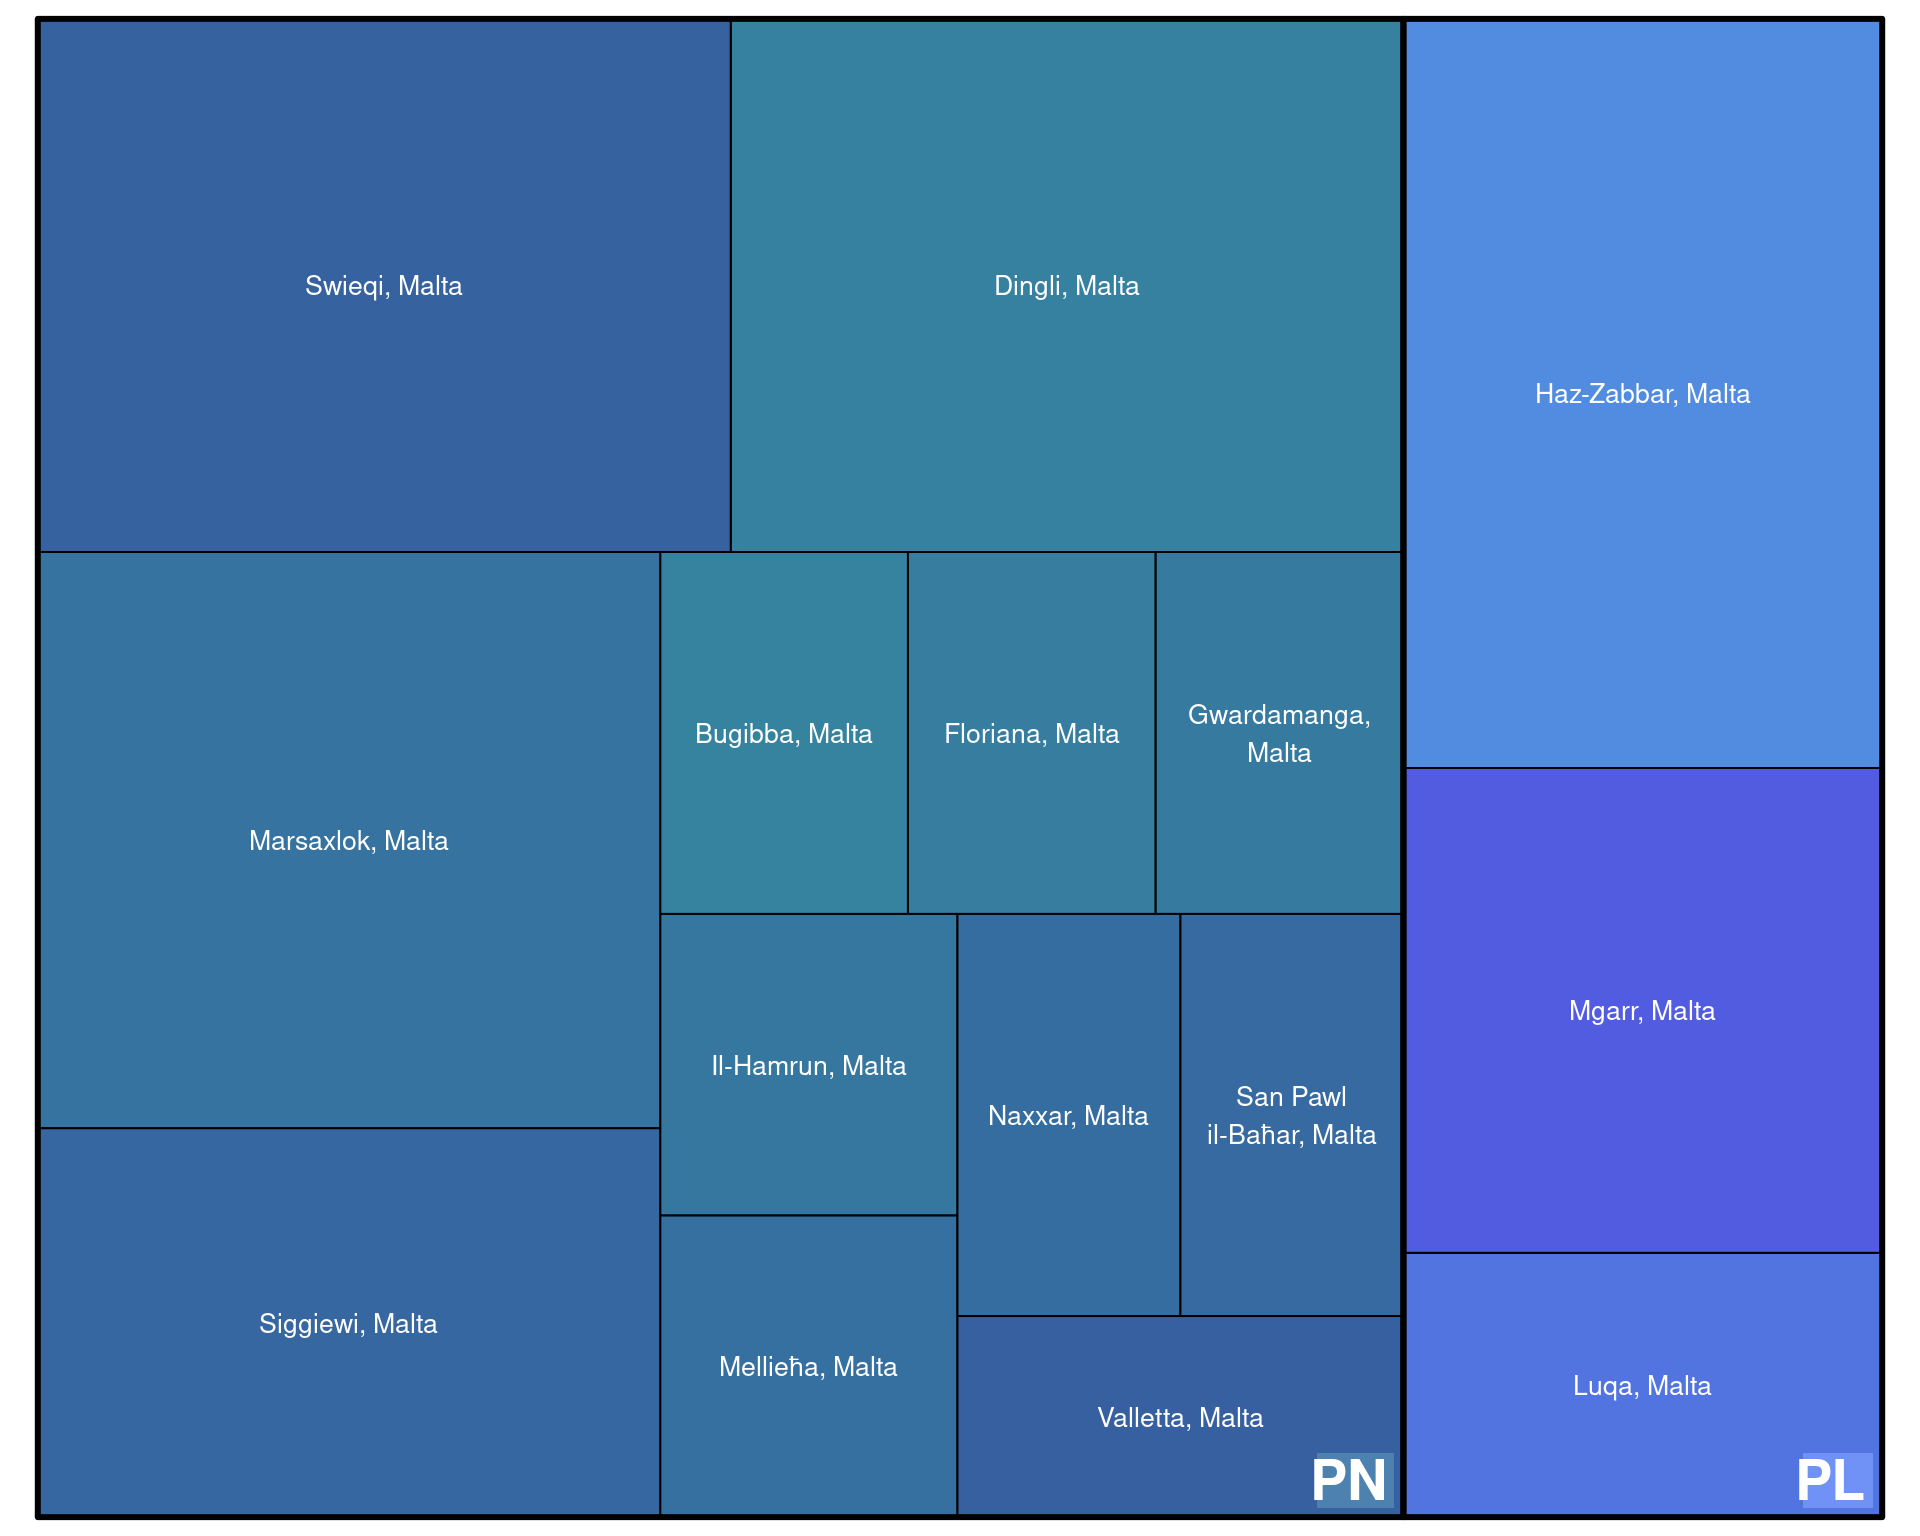 Swieqi, Malta
Dingli, Malta
Haz-Zabbar, Malta
Marsaxlok, Malta
Bugibba, Malta
Floriana, Malta
Gwardamanga,
Malta
Il-Hamrun, Malta
Naxxar, Malta
San Pawl
il-Baħar, Malta
Mgarr, Malta
Siggiewi, Malta
Mellieħa, Malta
Valletta, Malta
Luqa, Malta
PN
PL